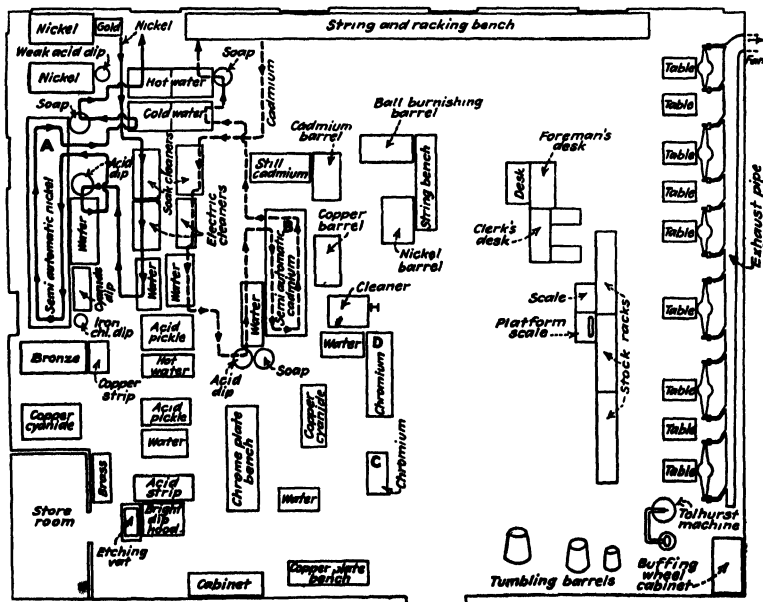 Nickel
Gold
Nickel
String and racking bench
Weak acid dip
Nickel
Soap
Hot water
Cold water
Cadmium
Soap
Fan
Table
Table
Table
Table
Table
Table
Table
Table
Table
Exhaust pipe
Ball burnishing
barrel
Cadmium
barrel
Foreman's
desk
Desk
Clerk's
desk
A
Semi automatic nickel
Acid
dip
Soak cleaners
Electric
cleaners
Still
cadmium
String bench
Nickel
barrel
Copper
barrel
B
Semi automatic
cadmium
Water
Water
Water
Water
Cyanide
dip
Iron
chl. dip
Cleaner
Water
D
Chromium
Scale
Platform
scale
Stock racks
Acid
pickle
Hot
water
Bronze
Copper
strip
Acid
dip
Soap
Copper
cyanide
Acid
pickle
Water
Chrome plate
bench
Copper
cyanide
C
Chromium
Brass
Store
room
Acid
strip
Bright
dip
hood.
Etching
vat
Water
Cabinet
Copper plate
bench
Tumbling barrels
Tolhurst
machine
Buffing
wheel
cabinet